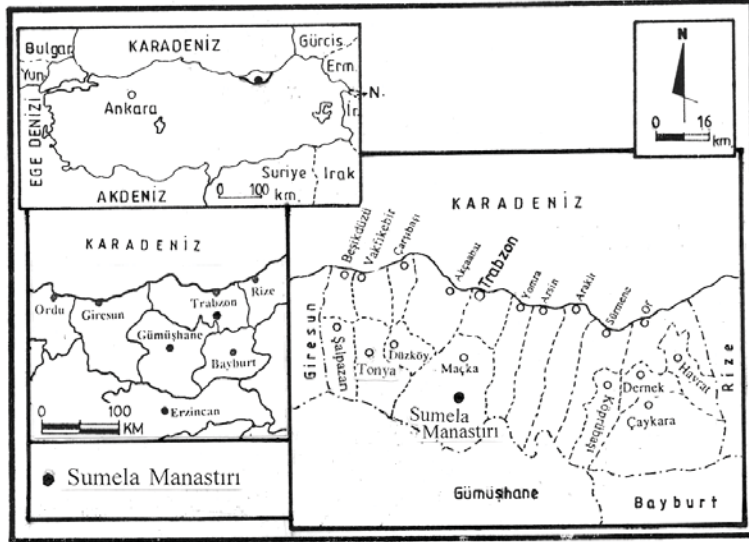 Bulgar.
KARADENİZ
Gürcis
Yun.
Erm.
Ankara
N.
İr.
EGE DENİZİ
Suriye
Irak
AKDENİZ
0 100
km.
N
0 16
km.
KARADENİZ
Ordu
Giresun
Trabzon
Rize
Gümüşhane
Bayburt
Erzincan
0 100
KM
Sumela Manastırı
KARADENİZ
Beşikdüzü
Vakfıkebir
Çarşıbaşı
Akçaabat
Trabzon
Yomra
Arsin
Araklı
Sürmene
Of
Giresun
Şalpazarı
Tonya
Düzköy
Maçka
Sumela
Manastırı
Köprübaşı
Dernek
Hayrat
Çaykara
Rize
Gümüşhane
Bayburt